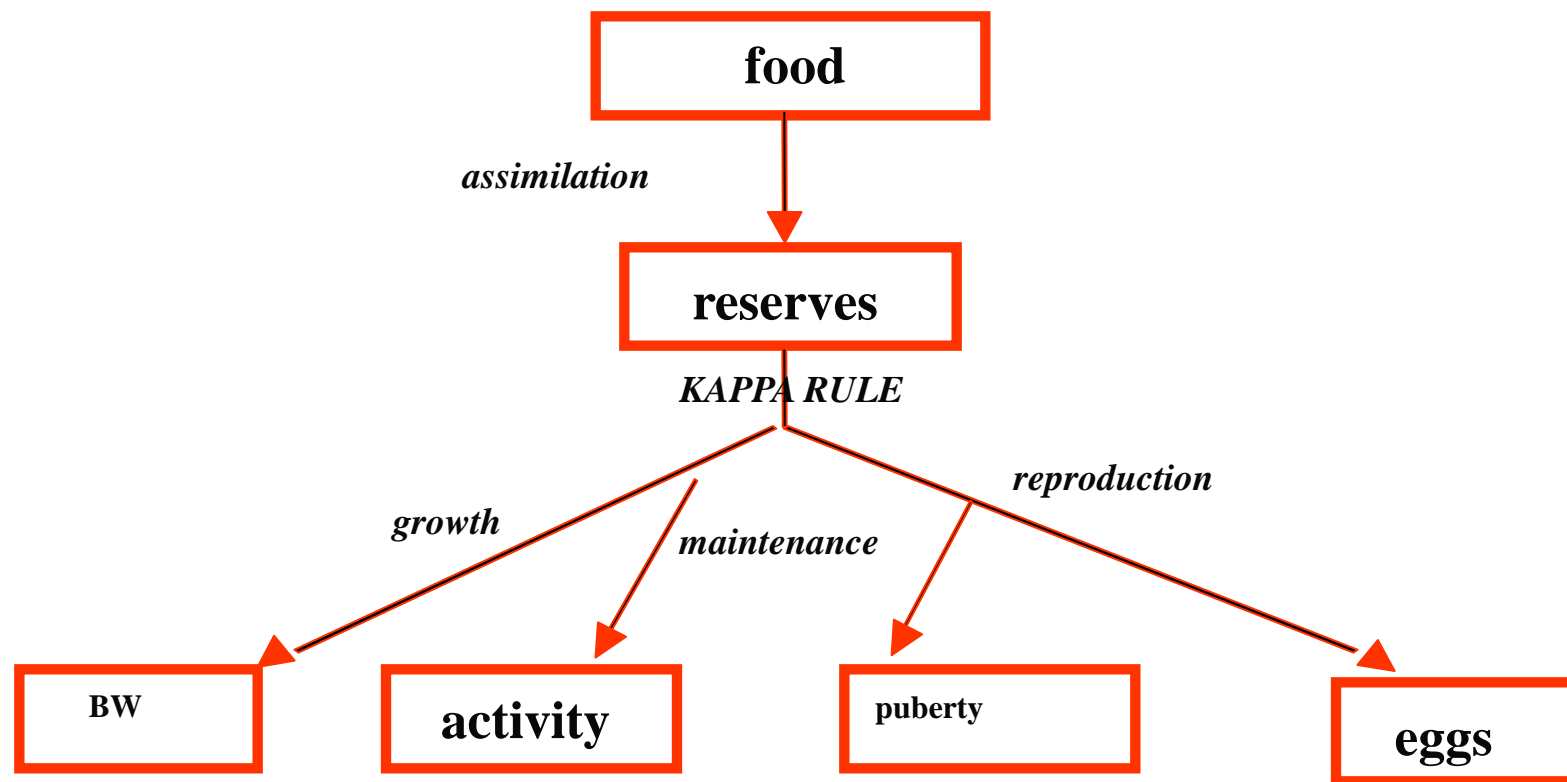 food
assimilation
reserves
KAPPA RULE
reproduction
growth
maintenance
BW
activity
puberty
eggs